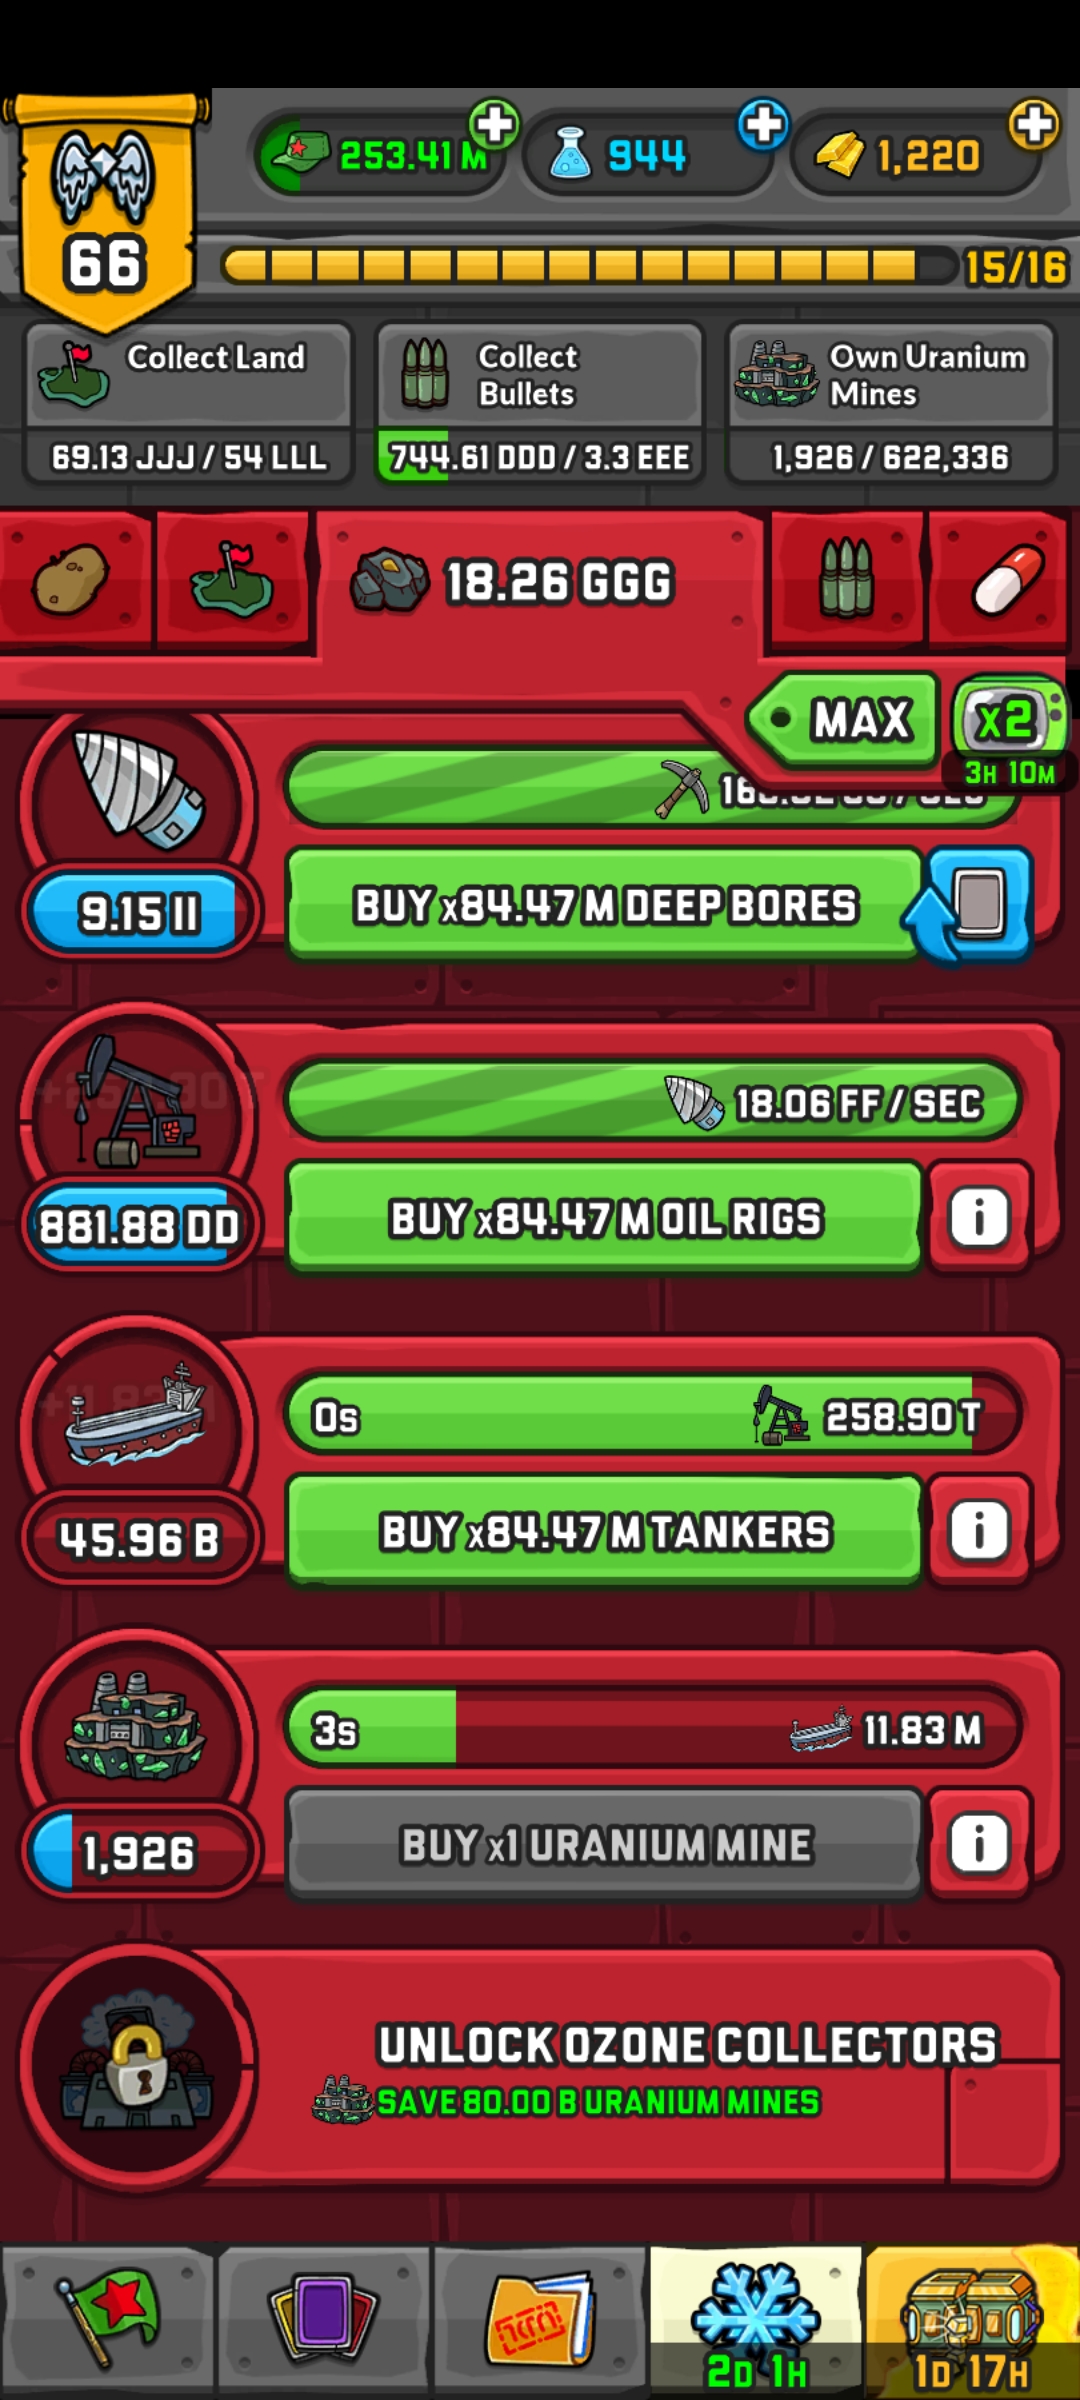 253.41 M
944
1,220
66
15/16
Collect Land
69.13 JJJ / 54 LLL
Collect
Bullets
744.61 DDD / 3.3 EEE
Own Uranium
Mines
1,926 / 622,336
18.26 GGG
MAX
x2
3H 10M
9.15 II
BUY x84.47 M DEEP BORES
18.06 FF / SEC
881.88 DD
BUY x84.47 M OIL RIGS
i
0s
258.90 T
45.96 B
BUY x84.47 M TANKERS
i
3s
11.83 M
1,926
BUY x1 URANIUM MINE
i
UNLOCK OZONE COLLECTORS
SAVE 80.00 B URANIUM MINES
2D 1H
1D 17H